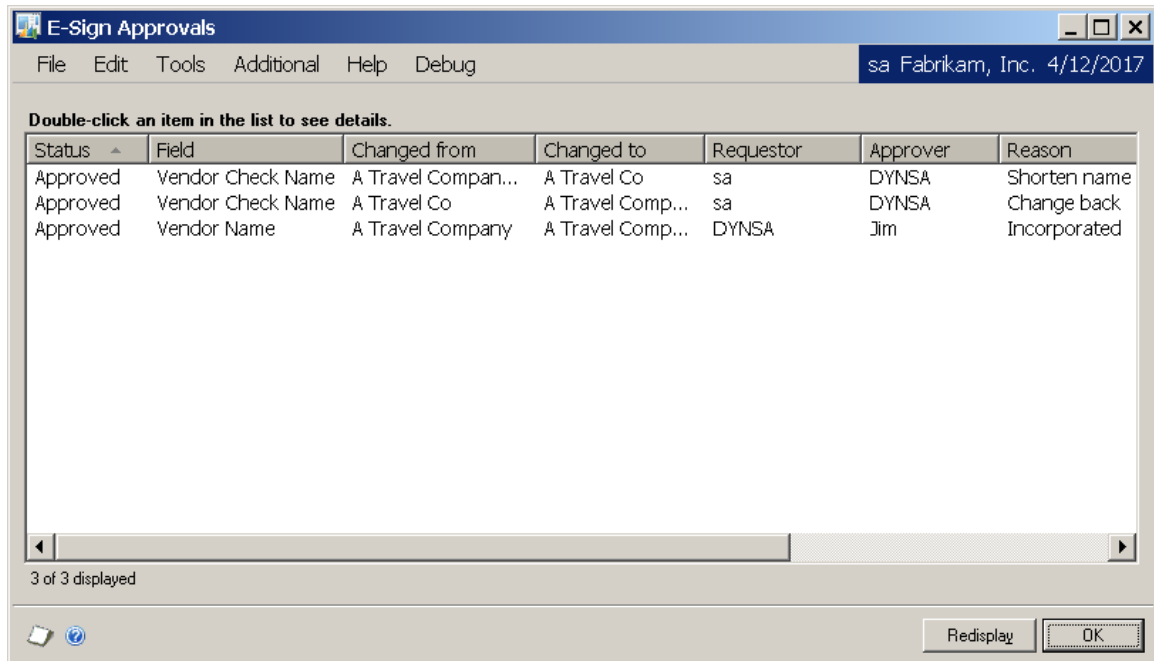 E-Sign Approvals
File Edit Tools Additional Help Debug sa Fabrikam, Inc. 4/12/2017
Double-click an item in the list to see details.
Status Field Changed from Changed to Requestor Approver Reason
Approved Vendor Check Name A Travel Compan... A Travel Co sa DYNSA Shorten name
Approved Vendor Check Name A Travel Co A Travel Comp... sa DYNSA Change back
Approved Vendor Name A Travel Company A Travel Comp... DYNSA Jim Incorporated
3 of 3 displayed
Redisplay OK